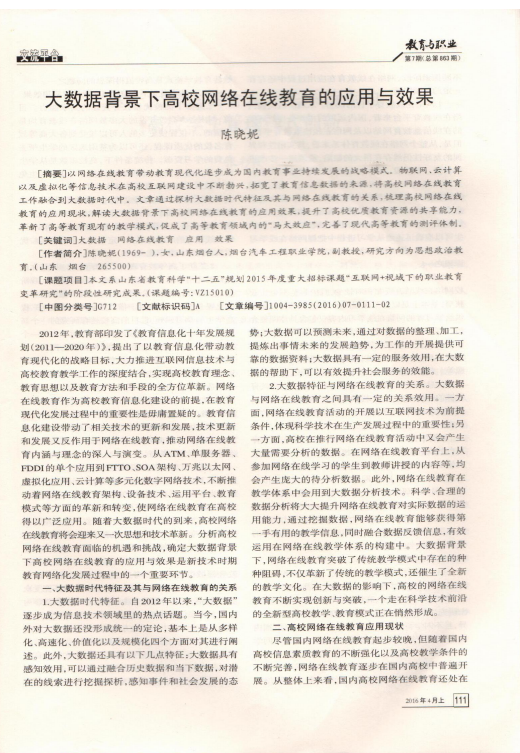 交流平台
教育与职业
第7期(总第863期)
大数据背景下高校网络在线教育的应用与效果
陈晓妮
[摘要]以网络在线教育带动教育现代化逐步成为国内教育事业持续发展的战略模式。物联网、云计算
以及虚拟化等信息技术在高校互联网建设中不断勃兴,拓宽了教育信息数据的来源,将高校网络在线教育
工作融合到大数据时代中。文章通过探析大数据时代特征及其与网络在线教育的关系,梳理高校网络在线
教育的应用现状,解读大数据背景下高校网络在线教育的应用效果,提升了高校优质教育资源的共享能力,
革新了高等教育现有的教学模式,促成了高等教育领域内的“马太效应”,完善了现代高等教育的测评体制。
[关键词]大数据 网络在线教育 应用 效果
[作者简介]陈晓妮(1969- ),女,山东烟台人,烟台汽车工程职业学院,副教授,研究方向为思想政治教
育。(山东 烟台 265500)
[课题项目]本文系山东省教育科学“十二五”规划2015年度重大招标课题“互联网+视域下的职业教育
变革研究”的阶段性研究成果。(课题编号:VZ15010)
[中图分类号]G712 [文献标识码]A [文章编号]1004-3985(2016)07-0111-02
2012年,教育部印发了《教育信息化十年发展规
划(2011—2020年)》,提出了以教育信息化带动教
育现代化的战略目标,大力推进互联网信息技术与
高校教育教学工作的深度结合,实现高校教育理念、
教育思想以及教育方法和手段的全方位革新。网络
在线教育作为高校教育信息化建设的前提,在教育
现代化发展过程中的重要性是毋庸置疑的。教育信
息化建设带动了相关技术的更新和发展,技术更新
和发展又反作用于网络在线教育,推动网络在线教
育内涵与理念的深入与演变。从ATM、单服务器、
FDDI的单个应用到FTTO、SOA架构、万兆以太网、
虚拟化应用、云计算等多元化数字网络技术,不断推
动着网络在线教育架构、设备技术、运用平台、教育
模式等方面的革新和转变,使网络在线教育在高校
得以广泛应用。随着大数据时代的到来,高校网络
在线教育将会迎来又一次思想和技术革新。分析高校
网络在线教育面临的机遇和挑战,确定大数据背景
下高校网络在线教育的应用与效果是新技术时期
教育网络化发展过程中的一个重要环节。
一、大数据时代特征及其与网络在线教育的关系
1.大数据时代特征。自2012年以来,“大数据”
逐步成为信息技术领域里的热点话题。当今,国内
外对大数据还没形成统一的定论,基本上是从多样
化、高速化、价值化以及规模化四个方面对其进行阐
述。此外,大数据还具有以下几点特征:大数据具有
感知效用,可以通过融合历史数据和当下数据,对潜
在的线索进行挖掘探析,感知事件和社会发展的态
势;大数据可以预测未来,通过对数据的整理、加工,
提炼出事情未来的发展趋势,为工作的开展提供可
靠的数据资料;大数据具有一定的服务效用,在大数
据的帮助下,可以有效提升社会服务的效能。
2.大数据特征与网络在线教育的关系。大数据
与网络在线教育之间具有一定的关系效用。一方
面,网络在线教育活动的开展以互联网技术为前提
条件,体现科学技术在生产发展过程中的重要性;另
一方面,高校在推行网络在线教育活动中又会产生
大量需要分析的数据。在网络在线教育平台上,从
参加网络在线学习的学生到教师讲授的内容等,均
会产生庞大的待分析数据。此外,网络在线教育在
教学体系中会用到大数据分析技术。科学、合理的
数据分析将大大提升网络在线教育对实际数据的运
用能力,通过挖掘数据,网络在线教育能够获得第
一手有用的教学信息,同时融合数据反馈信息,有效
运用在网络在线教学体系的构建中。大数据背景
下,网络在线教育突破了传统教学模式中存在的种
种阻碍,不仅革新了传统的教学模式,还催生了全新
的教学文化。在大数据的影响下,高校的网络在线
教育不断实现创新与突破,一个走在科学技术前沿
的全新型高校教学、教育模式正在悄然形成。
二、高校网络在线教育应用现状
尽管国内网络在线教育起步较晚,但随着国内
高校信息素质教育的不断强化以及高校教学条件的
不断完善,网络在线教育逐步在国内高校中普遍开
展。从整体上来看,国内高校网络在线教育还处在
2016年4月上 111